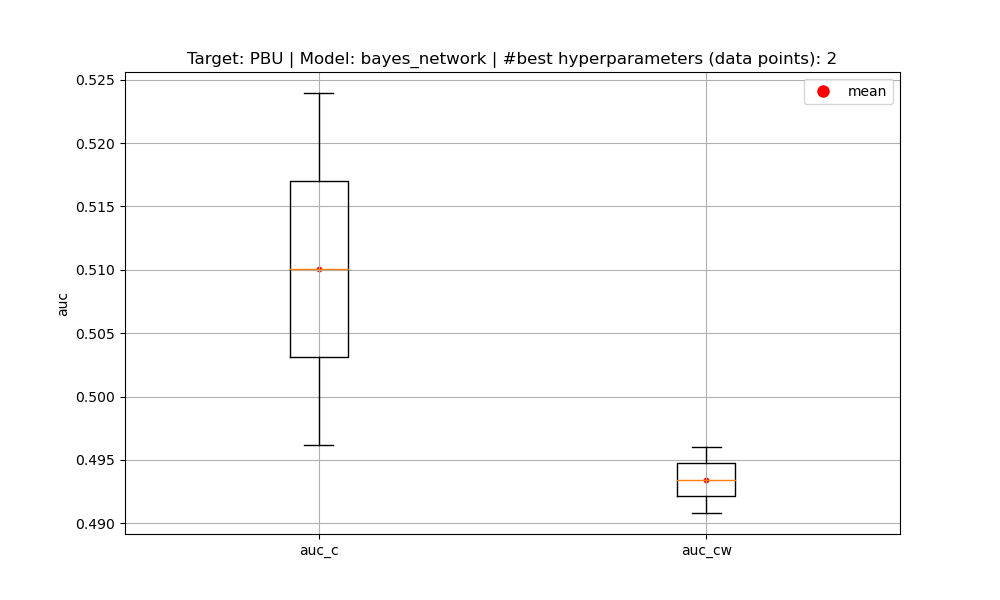 Target: PBU | Model: bayes_network | #best hyperparameters (data points): 2
mean
0.525
0.520
0.515
0.510
0.505
0.500
0.495
0.490
auc
auc_c
auc_cw